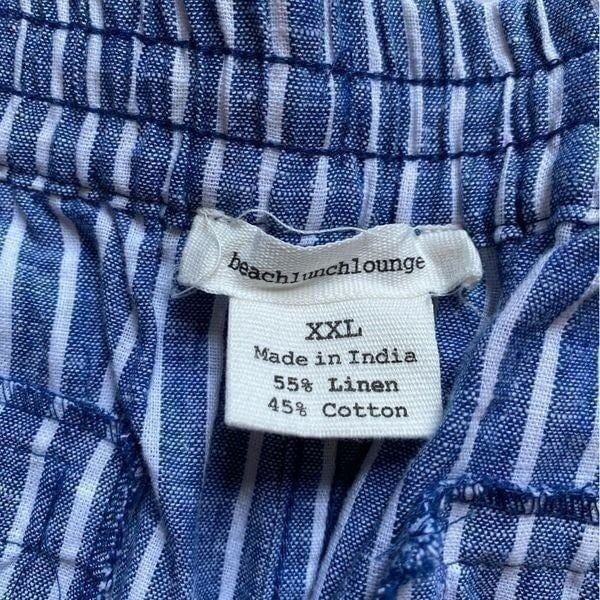 beachlunchlounge
XXL
Made in India
55% Linen
45% Cotton